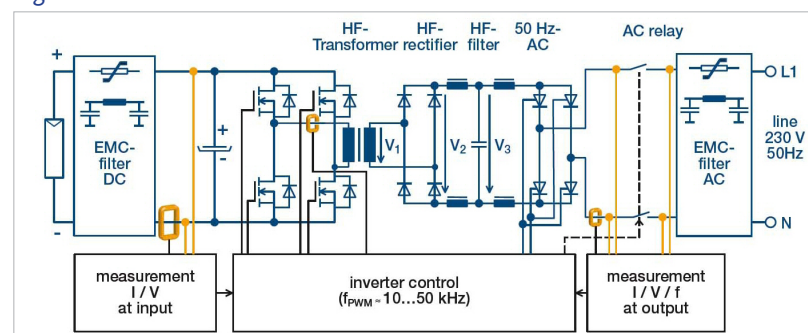 HF-
Transformer
HF-
rectifier
HF-
filter
50 Hz-
AC
AC relay
+
-
EMC-
filter
DC
+
-
V1
V2
V3
EMC-
filter
AC
L1
line
230 V
50Hz
N
measurement
I / V
at input
inverter control
(fPWM ≈ 10...50 kHz)
measurement
I / V / f
at output